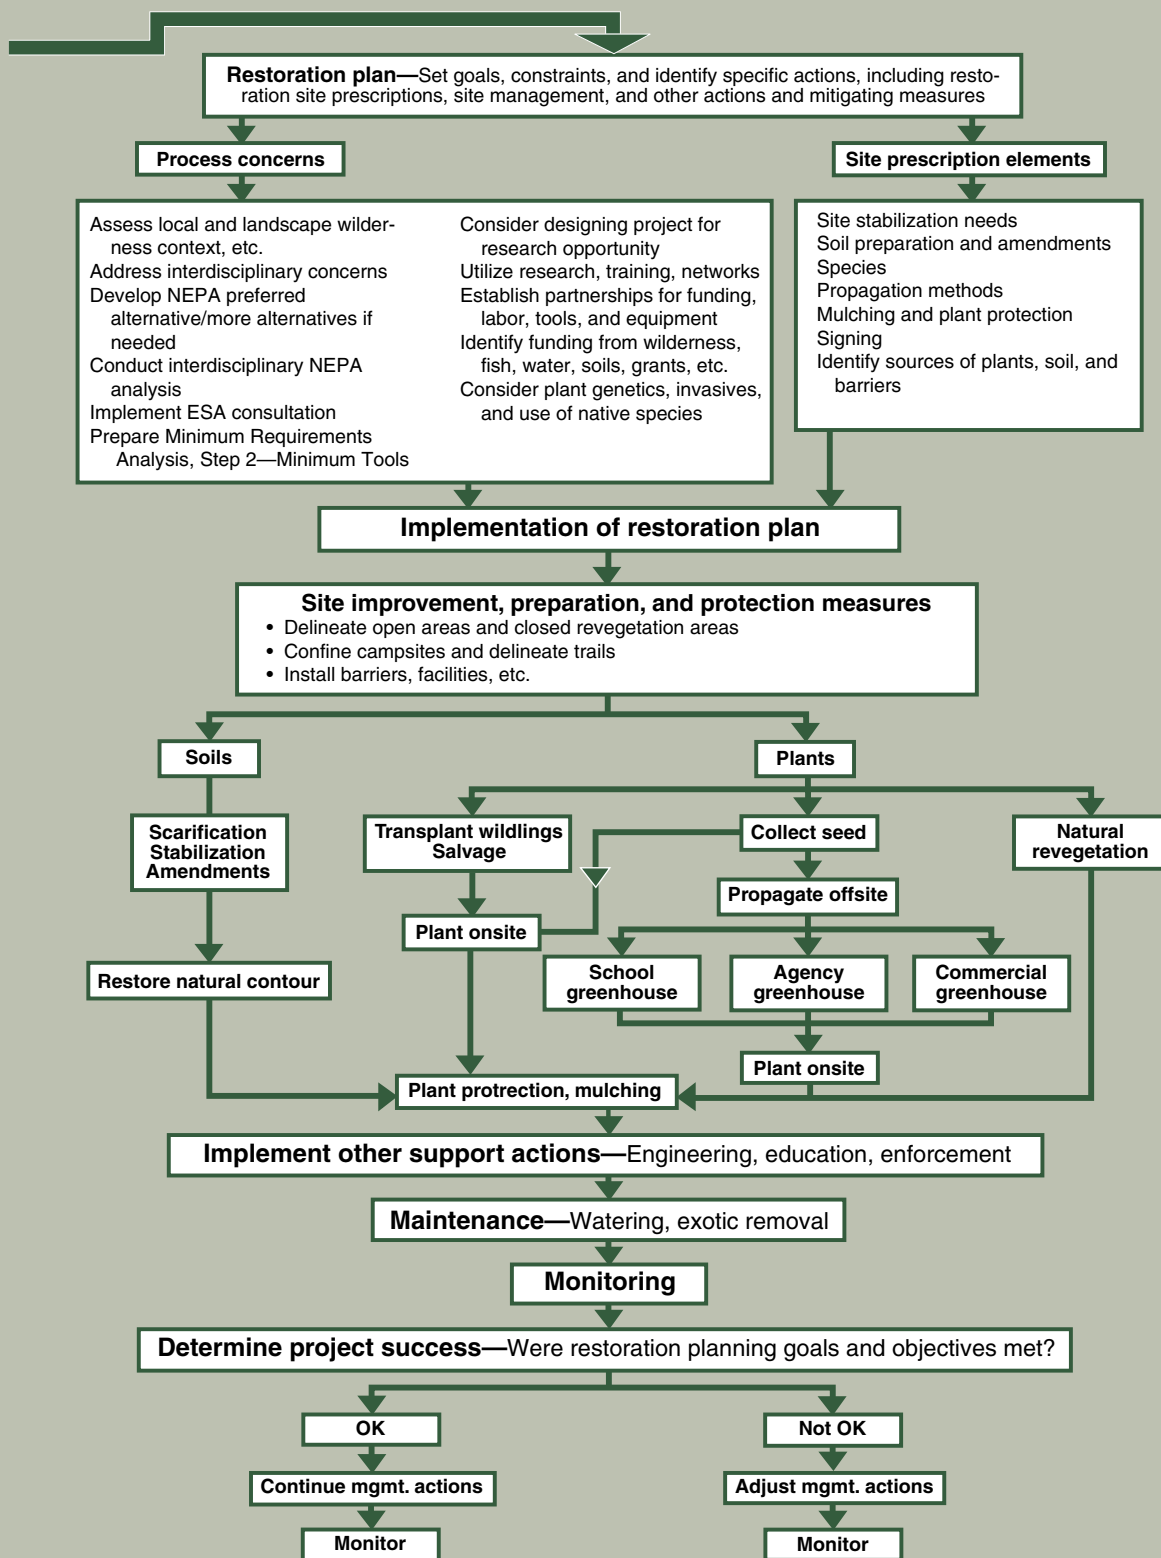 Restoration plan—Set goals, constraints, and identify specific actions, including resto-
ration site prescriptions, site management, and other actions and mitigating measures
Process concerns
Site prescription elements
Assess local and landscape wilder-
ness context, etc.
Address interdisciplinary concerns
Develop NEPA preferred
alternative/more alternatives if
needed
Conduct interdisciplinary NEPA
analysis
Implement ESA consultation
Prepare Minimum Requirements
Analysis, Step 2—Minimum Tools
Consider designing project for
research opportunity
Utilize research, training, networks
Establish partnerships for funding,
labor, tools, and equipment
Identify funding from wilderness,
fish, water, soils, grants, etc.
Consider plant genetics, invasives,
and use of native species
Site stabilization needs
Soil preparation and amendments
Species
Propagation methods
Mulching and plant protection
Signing
Identify sources of plants, soil, and
barriers
Implementation of restoration plan
Site improvement, preparation, and protection measures
• Delineate open areas and closed revegetation areas
• Confine campsites and delineate trails
• Install barriers, facilities, etc.
Soils
Plants
Scarification
Stabilization
Amendments
Transplant wildlings
Salvage
Collect seed
Natural
revegetation
Propagate offsite
Plant onsite
School
greenhouse
Agency
greenhouse
Commercial
greenhouse
Restore natural contour
Plant onsite
Plant protrection, mulching
Implement other support actions—Engineering, education, enforcement
Maintenance—Watering, exotic removal
Monitoring
Determine project success—Were restoration planning goals and objectives met?
OK
Not OK
Continue mgmt. actions
Adjust mgmt. actions
Monitor
Monitor